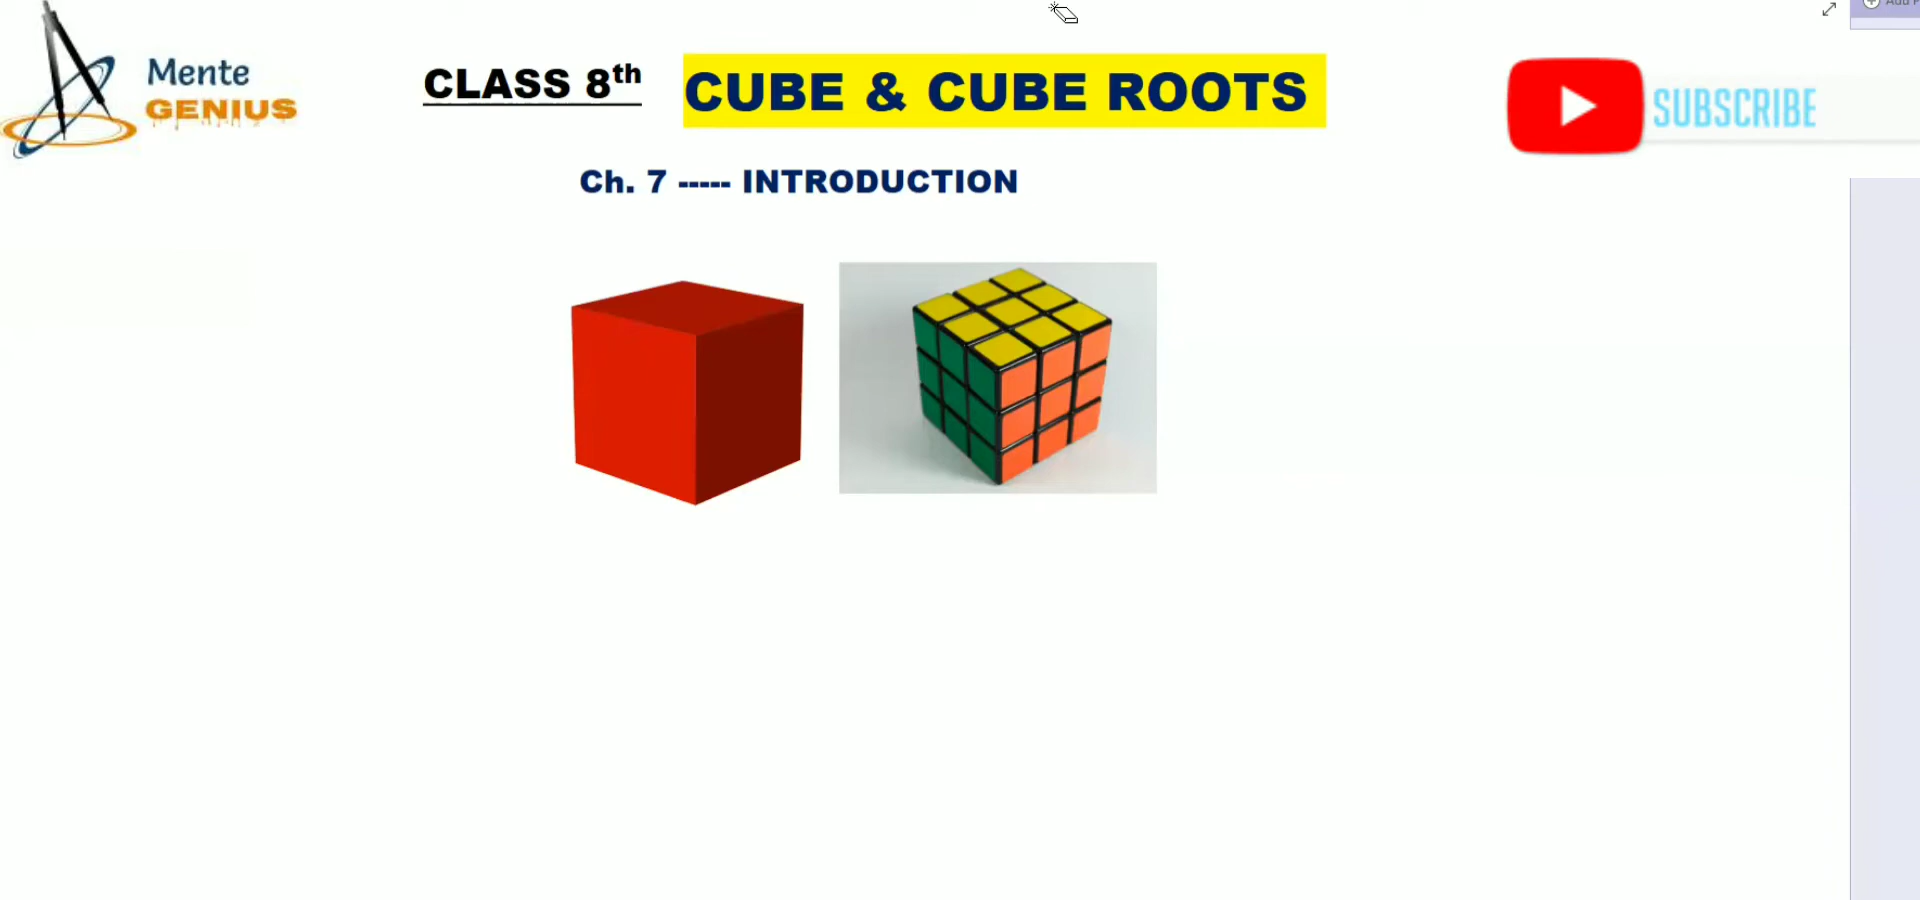 Mente
GENIUS
CLASS 8th
CUBE & CUBE ROOTS
SUBSCRIBE
Ch. 7 ----- INTRODUCTION